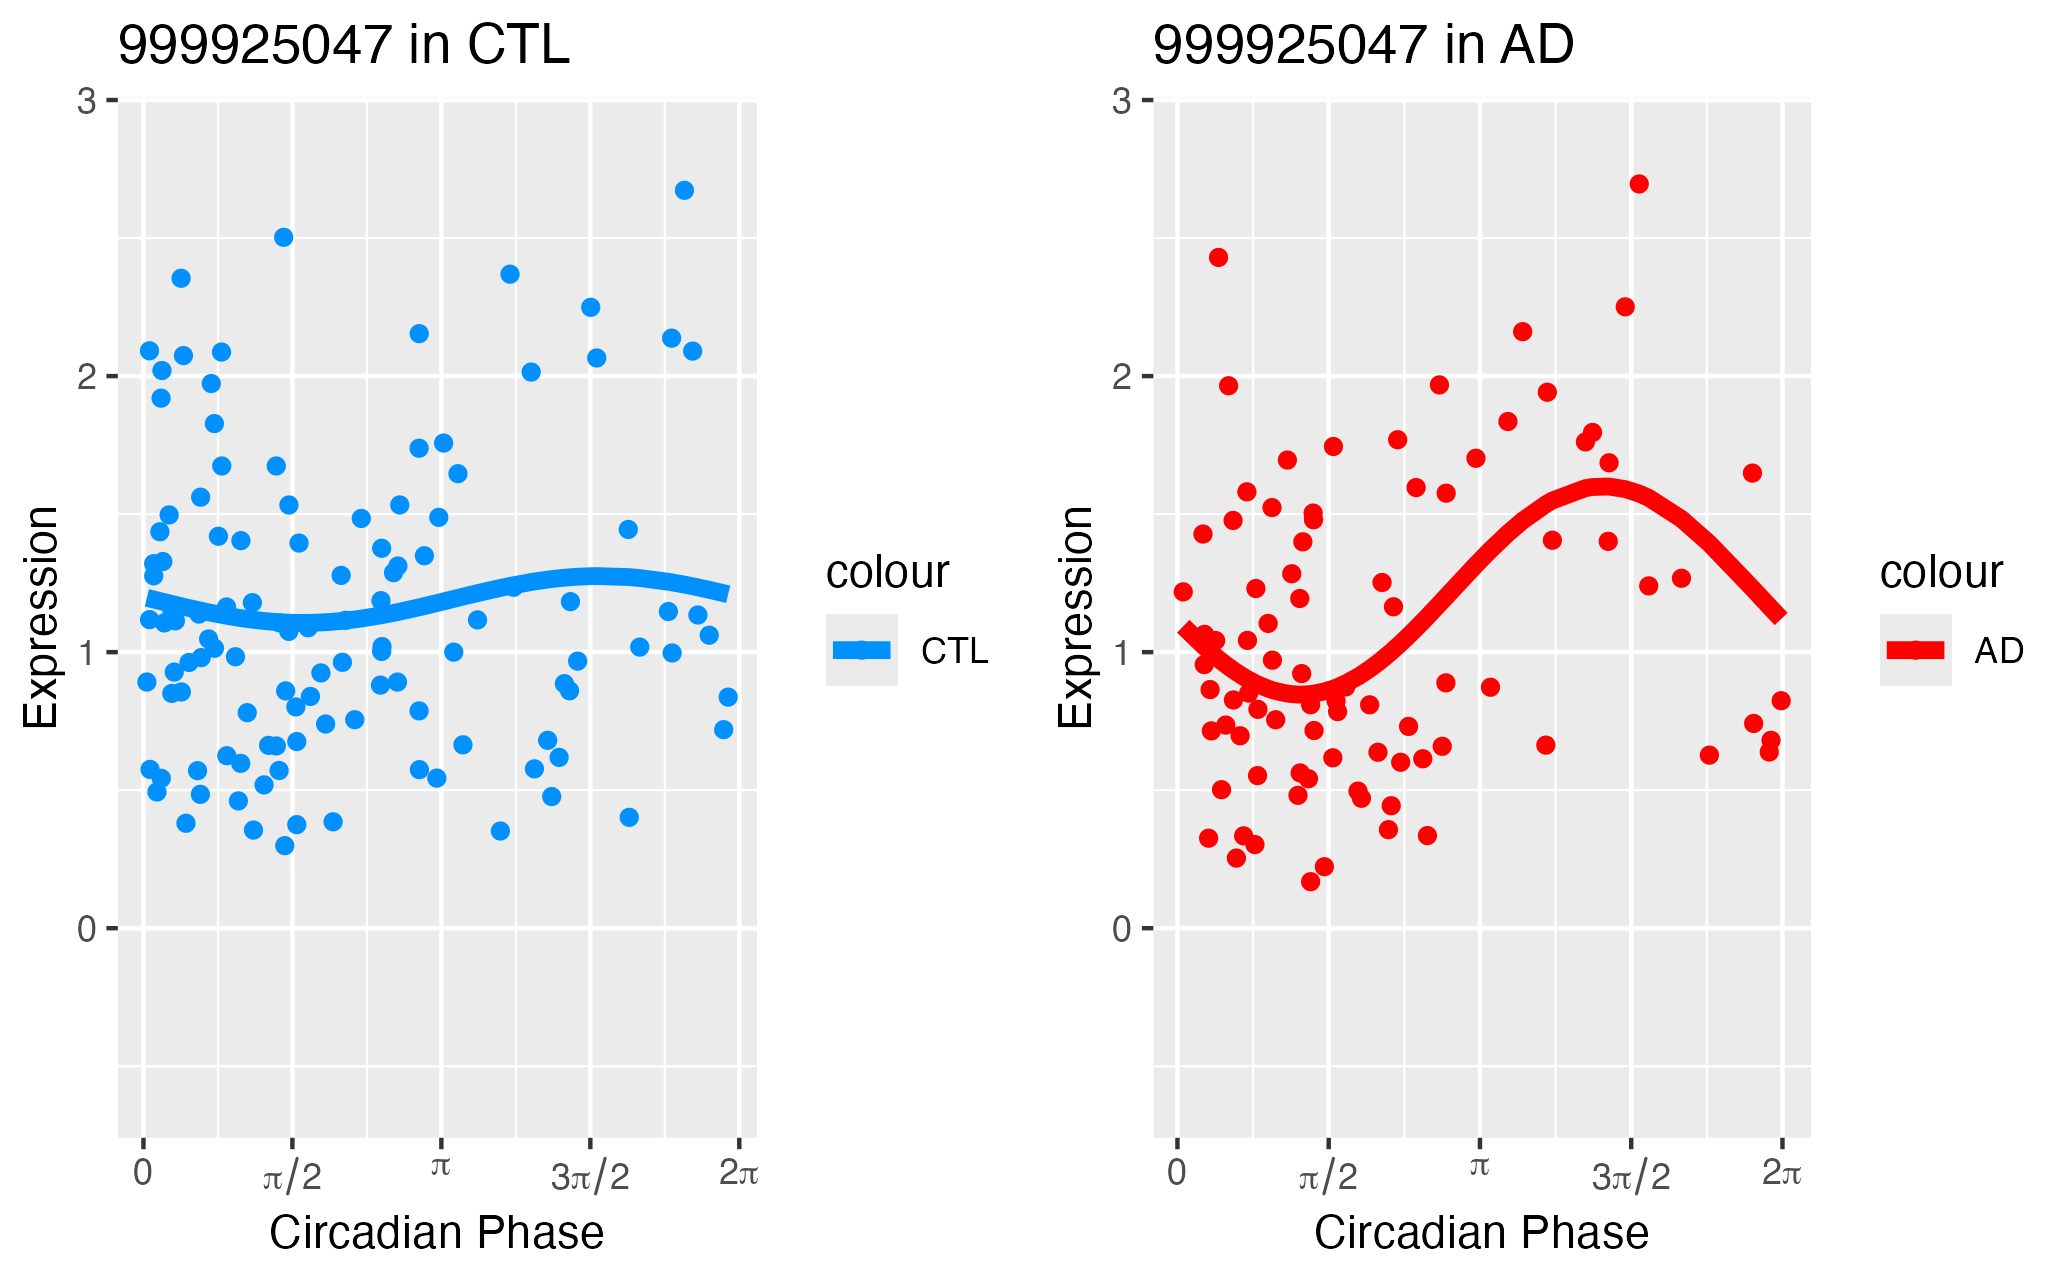 999925047 in CTL
3
2
1
0
Expression
0
π/2
π
3π/2
2π
Circadian Phase
colour
CTL
999925047 in AD
3
2
1
0
Expression
0
π/2
π
3π/2
2π
Circadian Phase
colour
AD